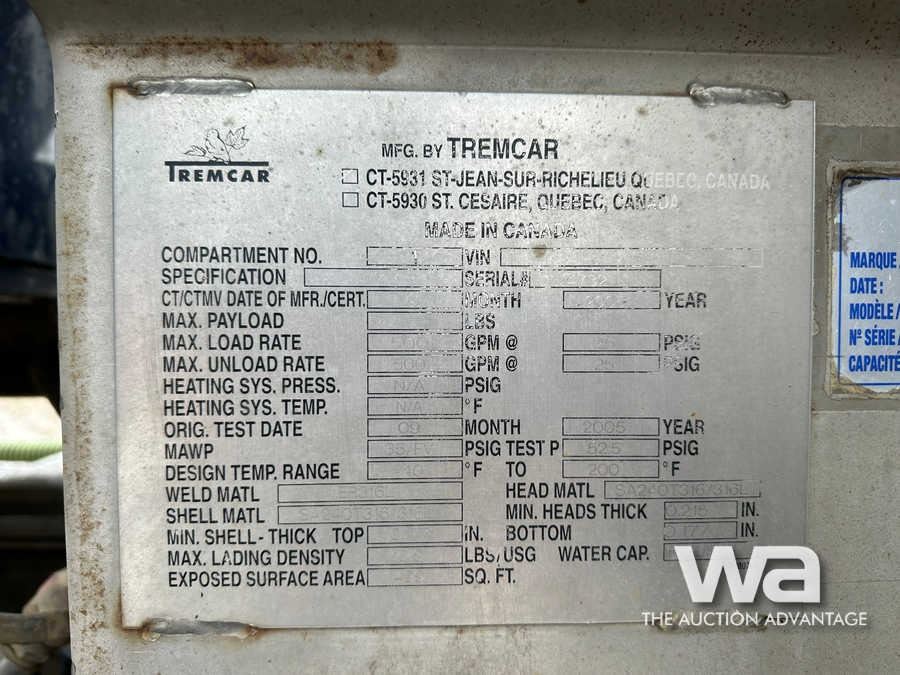 TREMCAR
MFG. BY TREMCAR
CT-5931 ST-JEAN-SUR-RICHELIEU QUEBEC, CANADA
CT-5930 ST. CESAIRE, QUEBEC, CANADA
MADE IN CANADA
COMPARTMENT NO. VIN
SPECIFICATION SERIAL#
CT/CTMV DATE OF MFR./CERT. MONTH YEAR
MAX. PAYLOAD LBS
MAX. LOAD RATE GPM @ PSIG
MAX. UNLOAD RATE GPM @ 25 PSIG
HEATING SYS. PRESS. N/A PSIG
HEATING SYS. TEMP. N/A °F
ORIG. TEST DATE 09 MONTH 2005 YEAR
MAWP PSIG TEST P 52.5 PSIG
DESIGN TEMP. RANGE °F TO 200 °F
WELD MATL ER316L HEAD MATL SA240T316/316L
SHELL MATL SA240T316/316L MIN. HEADS THICK IN.
MIN. SHELL - THICK TOP IN. BOTTOM IN.
MAX. LADING DENSITY LBS/USG WATER CAP.
EXPOSED SURFACE AREA SQ. FT.
MARQUE
DATE :
MODÈLE/
Nº SÉRIE
CAPACITÉ
wa
THE AUCTION ADVANTAGE